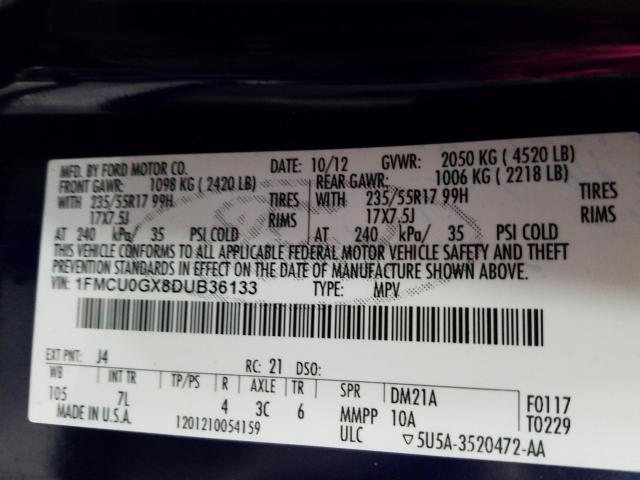 MFD. BY FORD MOTOR CO.
DATE: 10/12 GVWR: 2050 KG ( 4520 LB)
FRONT GAWR: 1098 KG ( 2420 LB) REAR GAWR: 1006 KG ( 2218 LB)
WITH 235/55R17 99H TIRES WITH 235/55R17 99H TIRES
17X7.5J RIMS 17X7.5J RIMS
AT 240 kPa/ 35 PSI COLD AT 240 kPa/ 35 PSI COLD
THIS VEHICLE CONFORMS TO ALL APPLICABLE FEDERAL MOTOR VEHICLE SAFETY AND THEFT
PREVENTION STANDARDS IN EFFECT ON THE DATE OF MANUFACTURE SHOWN ABOVE.
VIN: 1FMCU0GX8DUB36133 TYPE: MPV
EXT PNT: J4 RC: 21 DSO:
WB INT TR TP/PS R AXLE TR SPR DM21A F0117
105 7L 4 3C 6 MMPP 10A T0229
MADE IN U.S.A. 1201210054159 ULC ▽5U5A-3520472-AA